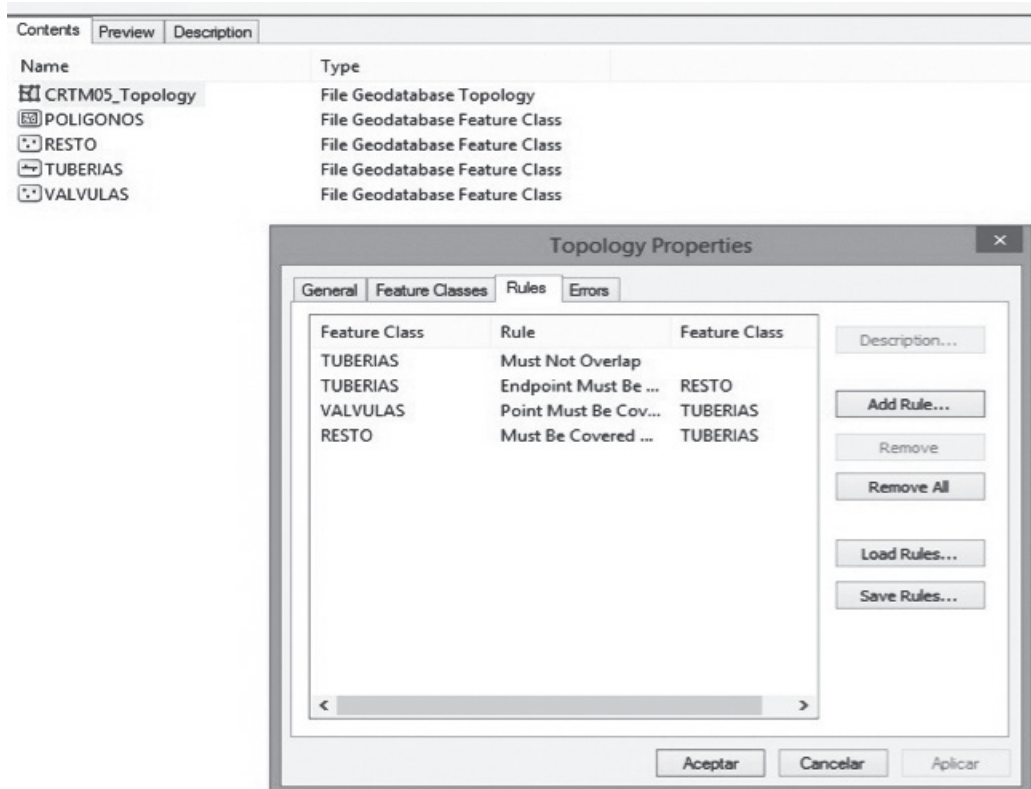 Contents Preview Description
Name Type
CRTM05_Topology File Geodatabase Topology
POLIGONOS File Geodatabase Feature Class
RESTO File Geodatabase Feature Class
TUBERIAS File Geodatabase Feature Class
VALVULAS File Geodatabase Feature Class
Topology Properties
General Feature Classes Rules Errors
Feature Class Rule Feature Class
TUBERIAS Must Not Overlap
TUBERIAS Endpoint Must Be ... RESTO
VALVULAS Point Must Be Cov... TUBERIAS
RESTO Must Be Covered ... TUBERIAS
Description...
Add Rule...
Remove
Remove All
Load Rules...
Save Rules...
Aceptar Cancelar Aplicar